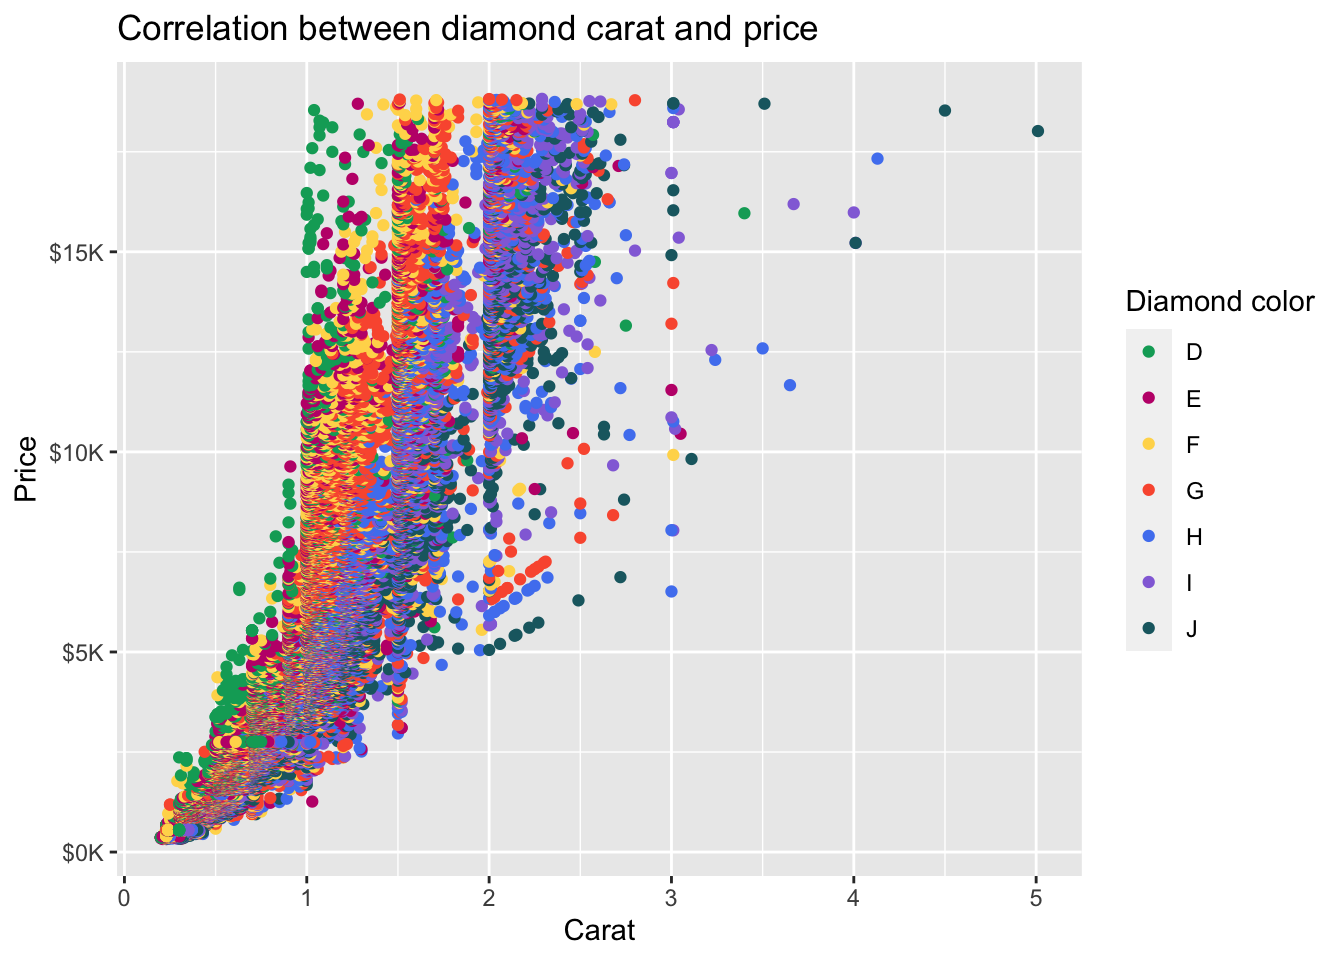 Correlation between diamond carat and price
Price
$15K
$10K
$5K
$0K
0 1 2 3 4 5
Carat
Diamond color
D
E
F
G
H
I
J